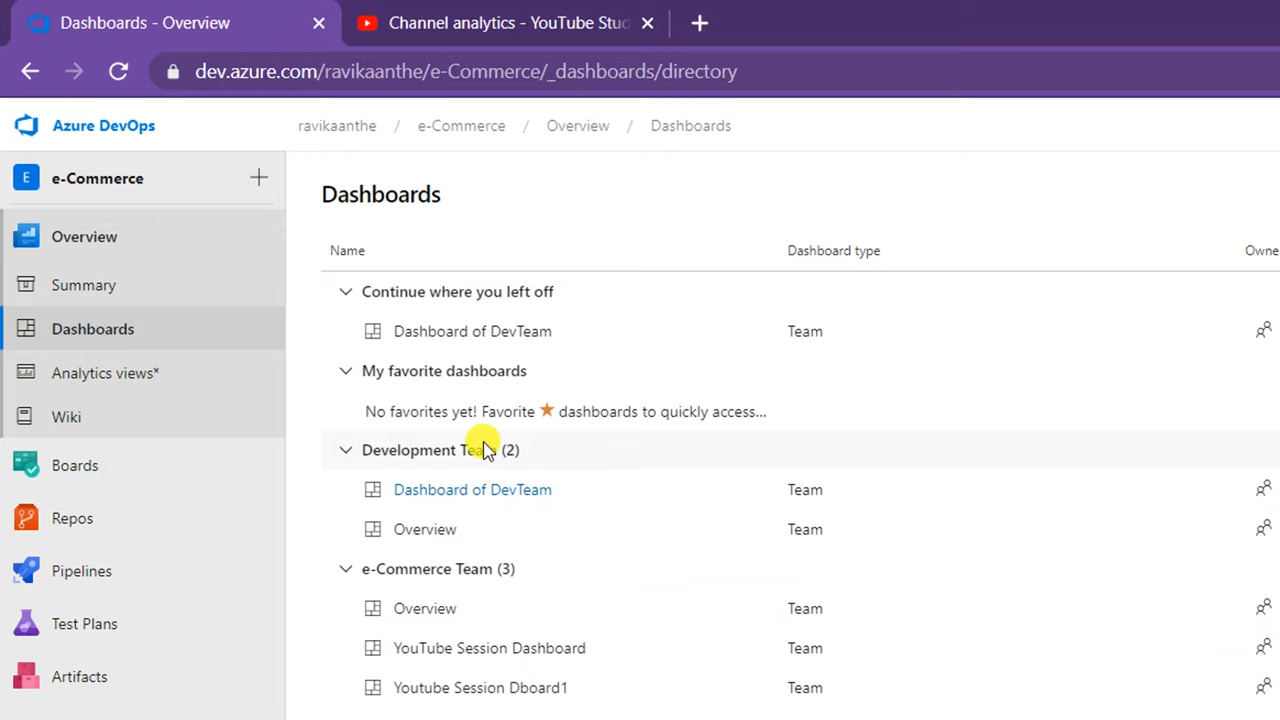 Dashboards - Overview
Channel analytics - YouTube Stud
dev.azure.com/ravikaanthe/e-Commerce/_dashboards/directory
Azure DevOps
ravikaanthe / e-Commerce / Overview / Dashboards
E e-Commerce
Overview
Summary
Dashboards
Analytics views*
Wiki
Boards
Repos
Pipelines
Test Plans
Artifacts
Dashboards
Name Dashboard type Owne
Continue where you left off
Dashboard of DevTeam Team
My favorite dashboards
No favorites yet! Favorite ★ dashboards to quickly access...
Development Team (2)
Dashboard of DevTeam Team
Overview Team
e-Commerce Team (3)
Overview Team
YouTube Session Dashboard Team
Youtube Session Dboard1 Team